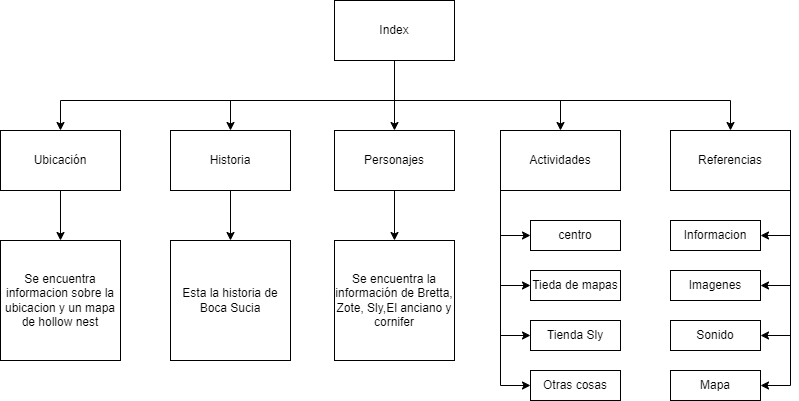 Index
Ubicación
Historia
Personajes
Actividades
Referencias
Se encuentra
informacion sobre la
ubicacion y un mapa
de hollow nest
Esta la historia de
Boca Sucia
Se encuentra la
información de Bretta,
Zote, Sly,El anciano y
cornifer
centro
Tieda de mapas
Tienda Sly
Otras cosas
Informacion
Imagenes
Sonido
Mapa